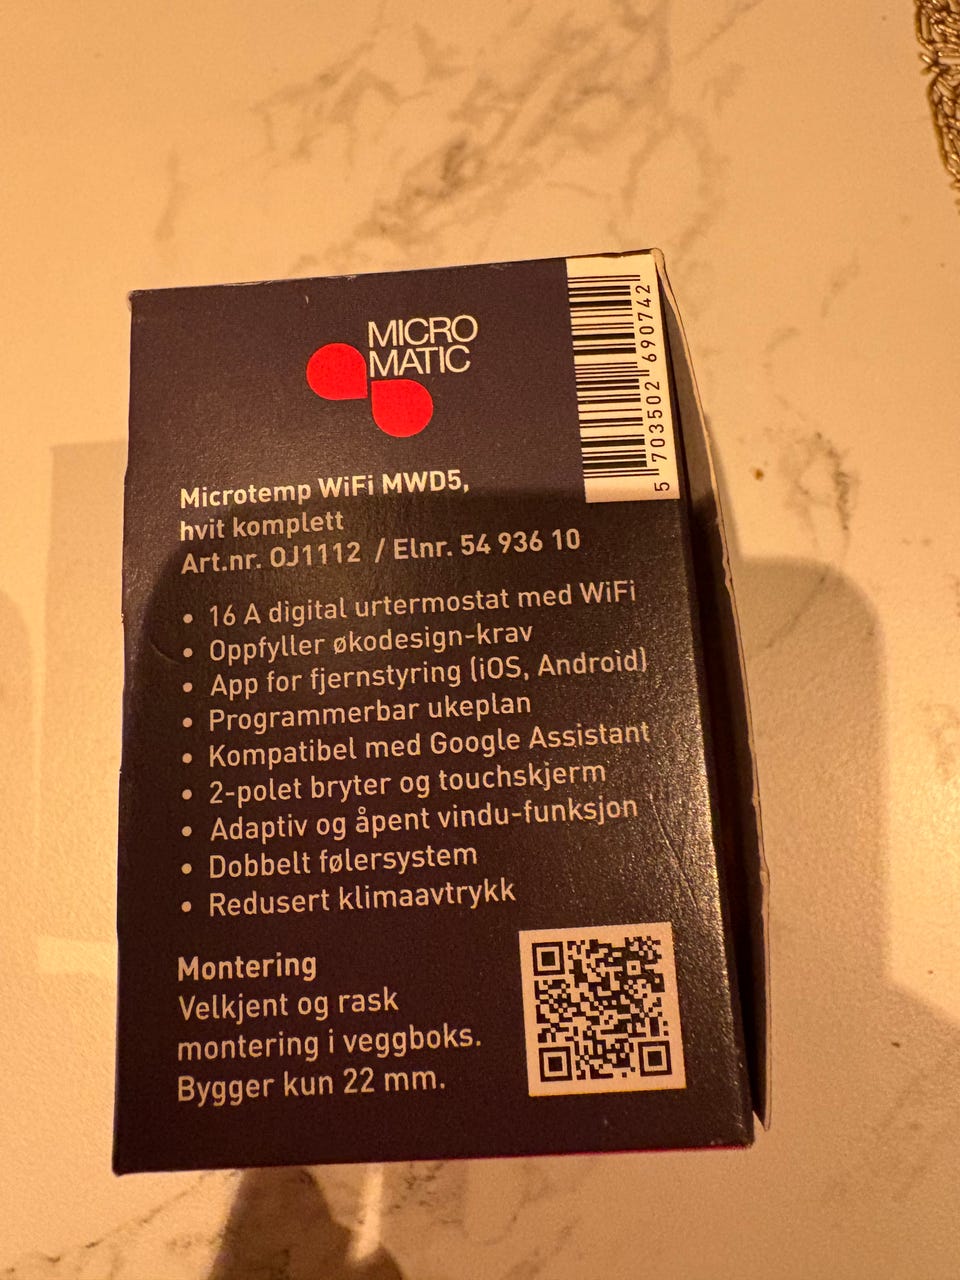 MICRO
MATIC
5 703502 690742
Microtemp WiFi MWD5,
hvit komplett
Art.nr. OJ1112 / Elnr. 54 936 10
• 16 A digital urtermostat med WiFi
• Oppfyller økodesign-krav
• App for fjernstyring (iOS, Android)
• Programmerbar ukeplan
• Kompatibel med Google Assistant
• 2-polet bryter og touchskjerm
• Adaptiv og åpent vindu-funksjon
• Dobbelt følersystem
• Redusert klimaavtrykk
Montering
Velkjent og rask
montering i veggboks.
Bygger kun 22 mm.